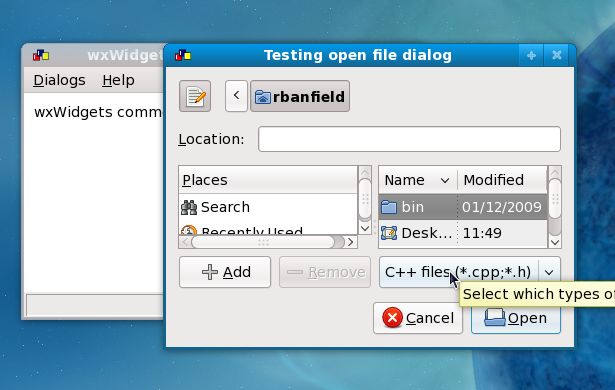 wxWidget
Testing open file dialog
Dialogs Help
wxWidgets comm
rbanfield
Location:
Places
Name Modified
Search
bin 01/12/2009
Recently Used
Desk... 11:49
Add Remove C++ files (*.cpp;*.h)
Select which types of
Cancel Open